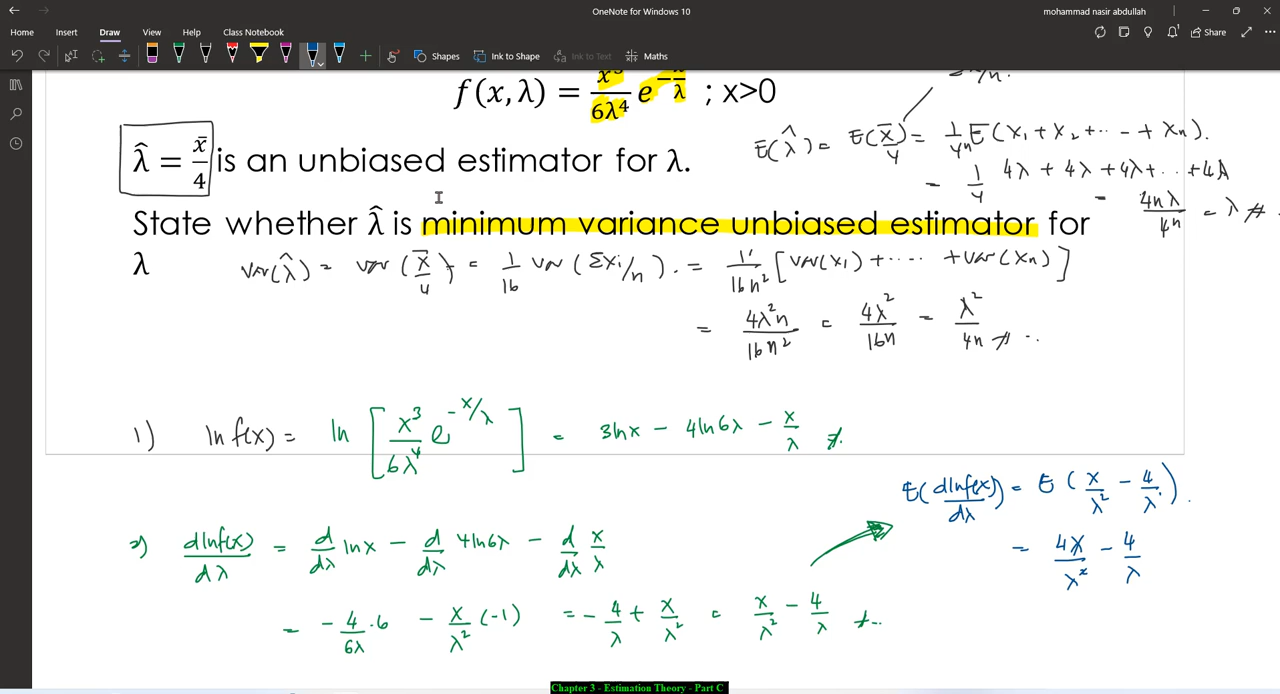 OneNote for Windows 10
mohammad nasir abdullah
Home Insert Draw View Help Class Notebook
Share
Shapes Ink to Shape Ink to Text Maths
f(x,λ) = x³/6λ⁴ e^(-x/λ) ; x>0
E(λ̂) = E(x̄/4) = 1/4n E(x₁ + x₂ + ... + xn).
= 1/4 4λ + 4λ + 4λ + ... + 4λ
= 4nλ/4n = λ #.
λ̂ = x̄/4 is an unbiased estimator for λ.
State whether λ̂ is minimum variance unbiased estimator for
λ
var(λ̂) = var(x̄/4) = 1/16 var(Σxi/n). = 1/16n² [var(x₁) + .... + var(xn)]
= 4λ²n/16n² = 4λ²/16n = λ²/4n #..
1) ln f(x) = ln [x³/6λ⁴ e^(-x/λ)] = 3lnx - 4ln6λ - x/λ #.
E(dlnf(x)/dλ) = E(x/λ² - 4/λ).
= 4λ/λ² - 4/λ
2) dlnf(x)/dλ = d/dλ lnx - d/dλ 4ln6λ - d/dλ x/λ
= -4/6λ . 6 - x/λ² (-1) = -4/λ + x/λ² = x/λ² - 4/λ #..
Chapter 3 - Estimation Theory - Part C